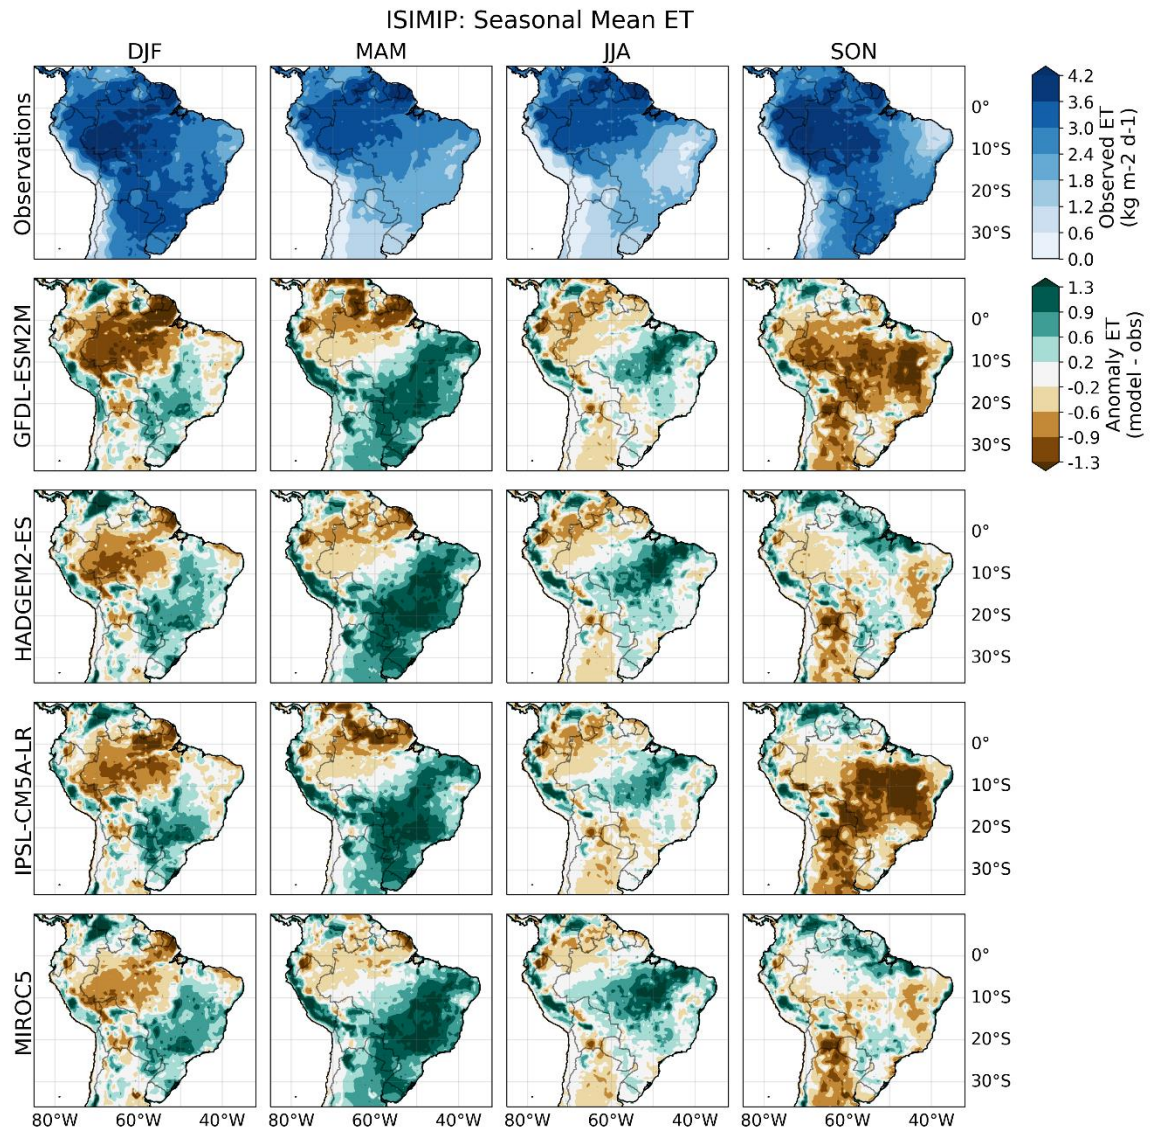 ISIMIP: Seasonal Mean ET
DJF MAM JJA SON
Observations
0°
10°S
20°S
30°S
4.2
3.6
3.0
2.4
1.8
1.2
0.6
0.0
Observed ET
(kg m-2 d-1)
GFDL-ESM2M
0°
10°S
20°S
30°S
1.3
0.9
0.6
0.2
-0.2
-0.6
-0.9
-1.3
Anomaly ET
(model - obs)
HADGEM2-ES
0°
10°S
20°S
30°S
IPSL-CM5A-LR
0°
10°S
20°S
30°S
MIROC5
0°
10°S
20°S
30°S
80°W 60°W 40°W 80°W 60°W 40°W 80°W 60°W 40°W 80°W 60°W 40°W